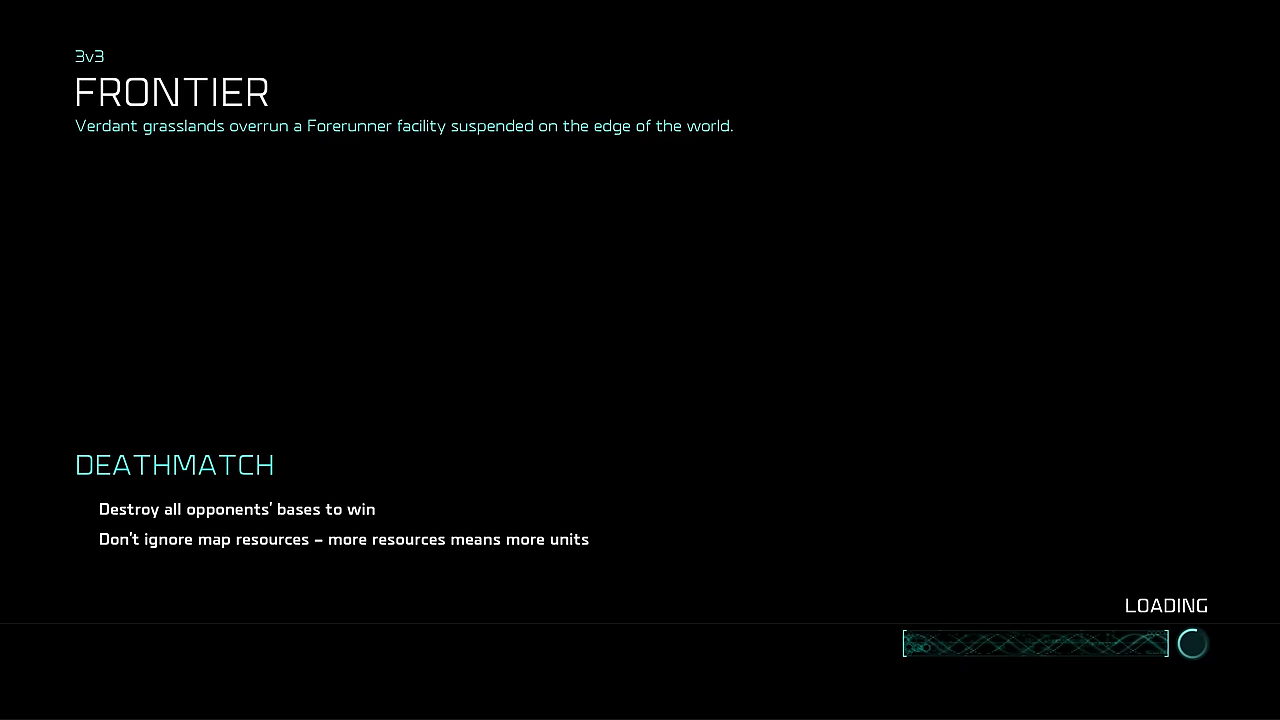 3v3
FRONTIER
Verdant grasslands overrun a Forerunner facility suspended on the edge of the world.
DEATHMATCH
Destroy all opponents' bases to win
Don't ignore map resources – more resources means more units
LOADING